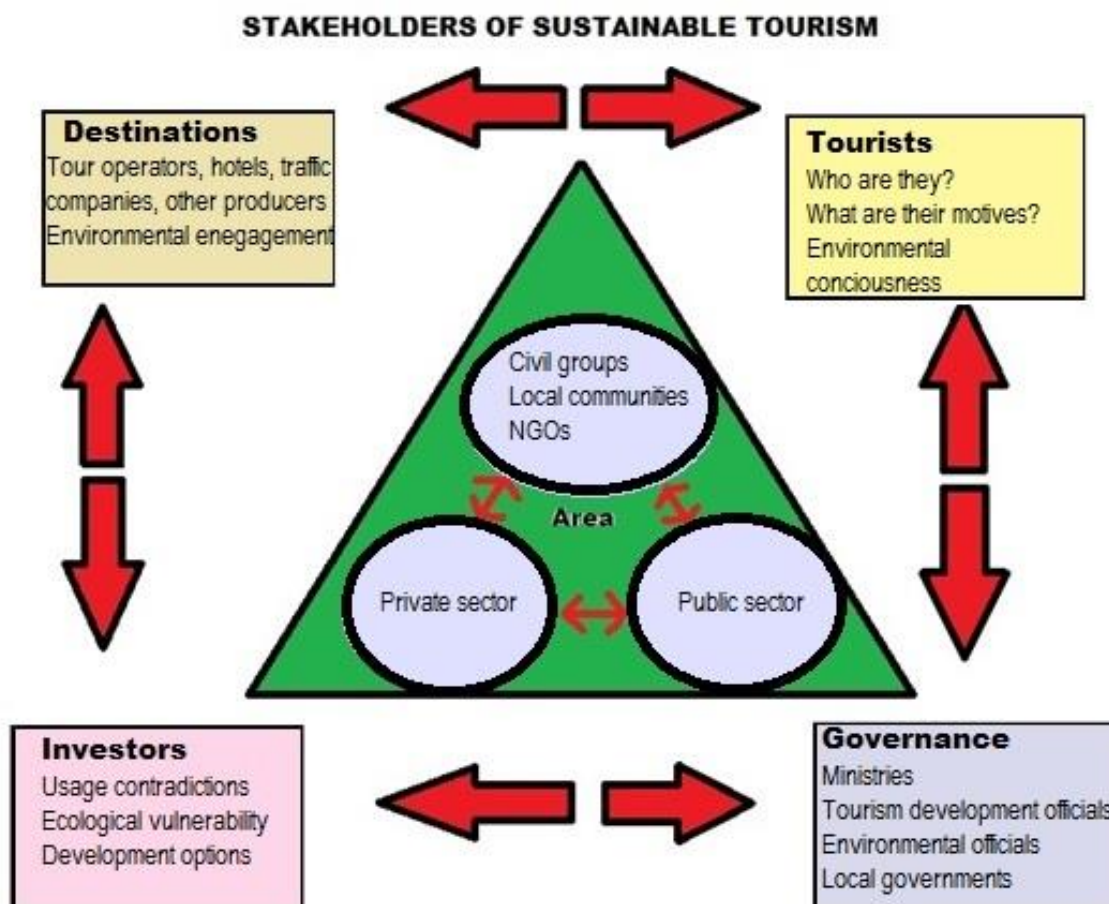 STAKEHOLDERS OF SUSTAINABLE TOURISM
Destinations
Tour operators, hotels, traffic
companies, other producers
Environmental enegagement
Tourists
Who are they?
What are their motives?
Environmental
conciousness
Civil groups
Local communities
NGOs
Area
Private sector
Public sector
Investors
Usage contradictions
Ecological vulnerability
Development options
Governance
Ministries
Tourism development officials
Environmental officials
Local governments